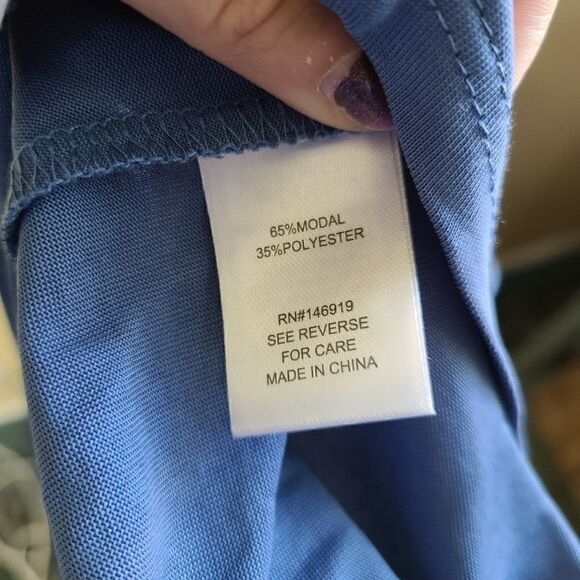 65%MODAL
35%POLYESTER
RN#146919
SEE REVERSE
FOR CARE
MADE IN CHINA